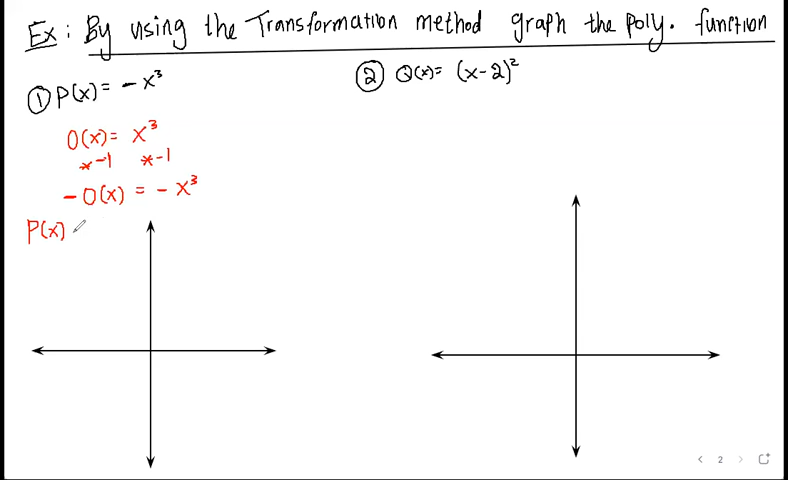 Ex: By using the Transformation method graph the poly. function
① P(x) = -x³
② Q(x) = (x-2)²
O(x) = x³
*-1 *-1
-O(x) = -x³
P(x)
< 2 >